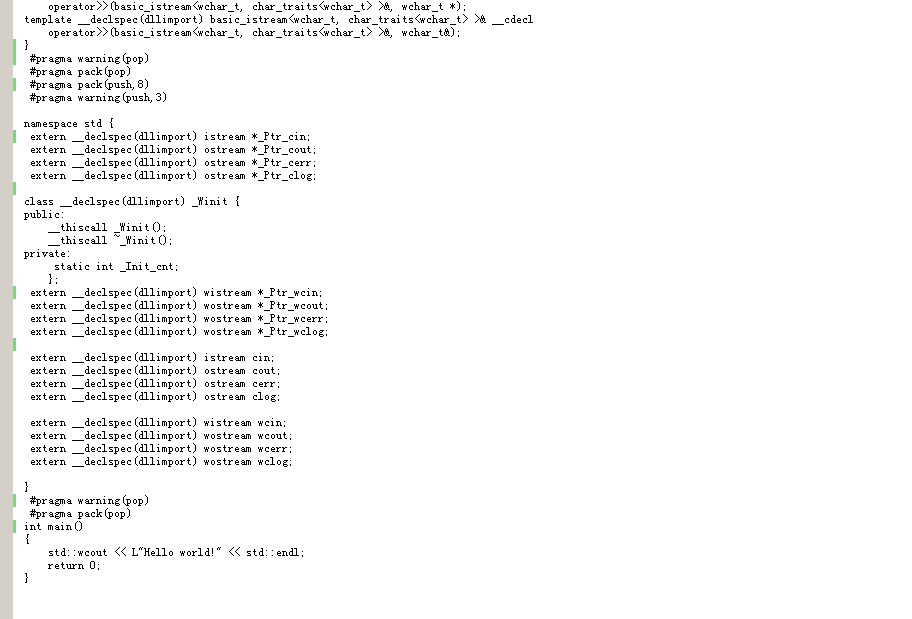 operator>>(basic_istream<wchar_t, char_traits<wchar_t> >&, wchar_t *);
template __declspec(dllimport) basic_istream<wchar_t, char_traits<wchar_t> >& __cdecl
operator>>(basic_istream<wchar_t, char_traits<wchar_t> >&, wchar_t&);
}
#pragma warning(pop)
#pragma pack(pop)
#pragma pack(push,8)
#pragma warning(push,3)
namespace std {
extern __declspec(dllimport) istream *_Ptr_cin;
extern __declspec(dllimport) ostream *_Ptr_cout;
extern __declspec(dllimport) ostream *_Ptr_cerr;
extern __declspec(dllimport) ostream *_Ptr_clog;
class __declspec(dllimport) _Winit {
public:
__thiscall _Winit();
__thiscall ~_Winit();
private:
static int _Init_cnt;
};
extern __declspec(dllimport) wistream *_Ptr_wcin;
extern __declspec(dllimport) wostream *_Ptr_wcout;
extern __declspec(dllimport) wostream *_Ptr_wcerr;
extern __declspec(dllimport) wostream *_Ptr_wclog;
extern __declspec(dllimport) istream cin;
extern __declspec(dllimport) ostream cout;
extern __declspec(dllimport) ostream cerr;
extern __declspec(dllimport) ostream clog;
extern __declspec(dllimport) wistream wcin;
extern __declspec(dllimport) wostream wcout;
extern __declspec(dllimport) wostream wcerr;
extern __declspec(dllimport) wostream wclog;
}
#pragma warning(pop)
#pragma pack(pop)
int main()
{
std::wcout << L"Hello world!" << std::endl;
return 0;
}